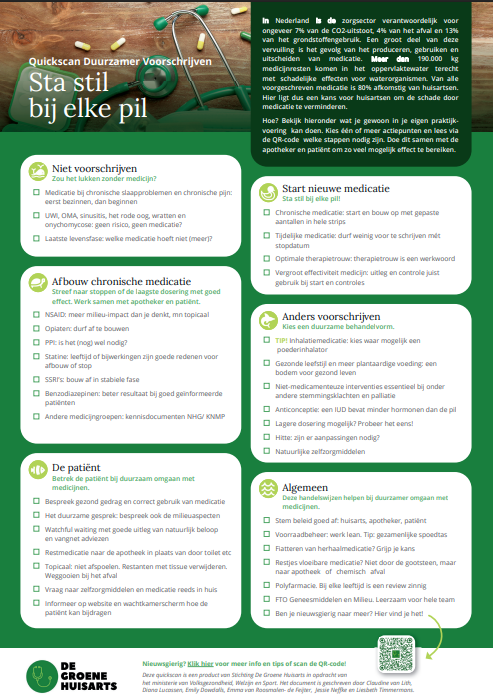 Quickscan Duurzamer Voorschrijven
Sta stil
bij elke pil
In Nederland is de zorgsector verantwoordelijk voor
ongeveer 7% van de CO2-uitstoot, 4% van het afval en 13%
van het grondstoffengebruik. Een groot deel van deze
vervuiling is het gevolg van het produceren, gebruiken en
uitscheiden van medicatie. Meer dan 190.000 kg
medicijnresten komen in het oppervlaktewater terecht
met schadelijke effecten voor waterorganismen. Van alle
voorgeschreven medicatie is 80% afkomstig van huisartsen.
Hier ligt dus een kans voor huisartsen om de schade door
medicatie te verminderen.
Hoe? Bekijk hieronder wat je gewoon in je eigen praktijk-
voering kan doen. Kies één of meer actiepunten en lees via
de QR-code welke stappen nodig zijn. Doe dit samen met de
apotheker en patiënt om zo veel mogelijk effect te bereiken.
Niet voorschrijven
Zou het lukken zonder medicijn?
Medicatie bij chronische slaapproblemen en chronische pijn:
eerst bezinnen, dan beginnen
UWI, OMA, sinusitis, het rode oog, wratten en
onychomycose: geen risico, geen medicatie?
Laatste levensfase: welke medicatie hoeft niet (meer)?
Afbouw chronische medicatie
Streef naar stoppen of de laagste dosering met goed
effect. Werk samen met apotheker en patiënt.
NSAID: meer milieu-impact dan je denkt, mn topicaal
Opiaten: durf af te bouwen
PPI: is het (nog) wel nodig?
Statine: leeftijd of bijwerkingen zijn goede redenen voor
afbouw of stop
SSRI's: bouw af in stabiele fase
Benzodiazepinen: beter resultaat bij goed geïnformeerde
patiënten
Andere medicijngroepen: kennisdocumenten NHG/ KNMP
De patiënt
Betrek de patiënt bij duurzaam omgaan met
medicijnen.
Bespreek gezond gedrag en correct gebruik van medicatie
Het duurzame gesprek: bespreek ook de milieuaspecten
Watchful waiting met goede uitleg van natuurlijk beloop
en vangnet adviezen
Restmedicatie naar de apotheek in plaats van door toilet etc
Topicaal: niet afspoelen. Restanten met tissue verwijderen.
Weggooien bij het afval
Vraag naar zelfzorgmiddelen en medicatie reeds in huis
Informeer op website en wachtkamerscherm hoe de
patiënt kan bijdragen
Start nieuwe medicatie
Sta stil bij elke pil!
Chronische medicatie: start en bouw op met gepaste
aantallen in hele strips
Tijdelijke medicatie: durf weinig voor te schrijven mét
stopdatum
Optimale therapietrouw: therapietrouw is een werkwoord
Vergroot effectiviteit medicijn: uitleg en controle juist
gebruik bij start en controles
Anders voorschrijven
Kies een duurzame behandelvorm.
TIP! Inhalatiemedicatie: kies waar mogelijk een
poederinhalator
Gezonde leefstijl en meer plantaardige voeding: een
bodem voor gezond leven
Niet-medicamenteuze interventies essentieel bij onder
andere stemmingsklachten en palliatie
Anticonceptie: een IUD bevat minder hormonen dan de pil
Lagere dosering mogelijk? Probeer het eens!
Hitte: zijn er aanpassingen nodig?
Natuurlijke zelfzorgmiddelen
Algemeen
Deze handelswijzen helpen bij duurzamer omgaan met
medicijnen.
Stem beleid goed af: huisarts, apotheker, patiënt
Voorraadbeheer: werk lean. Tip: gezamenlijke spoedtas
Fiatteren van herhaalmedicatie? Grijp je kans
Restjes vloeibare medicatie? Niet door de gootsteen, maar
naar apotheek of chemisch afval
Polyfarmacie. Bij elke leeftijd is een review zinnig
FTO Geneesmiddelen en Milieu. Leerzaam voor hele team
Ben je nieuwsgierig naar meer? Hier vind je het!
DE
GROENE
HUISARTS
Nieuwsgierig? Klik hier voor meer info en tips of scan de QR-code!
Deze quickscan is een product van Stichting De Groene Huisarts in opdracht van
het ministerie van Volksgezondheid, Welzijn en Sport. Het document is geschreven door Claudine van Lith,
Diana Lucassen, Emily Dowdalls, Emma van Roosmalen- de Feijter, Jessie Neffke en Liesbeth Timmermans.